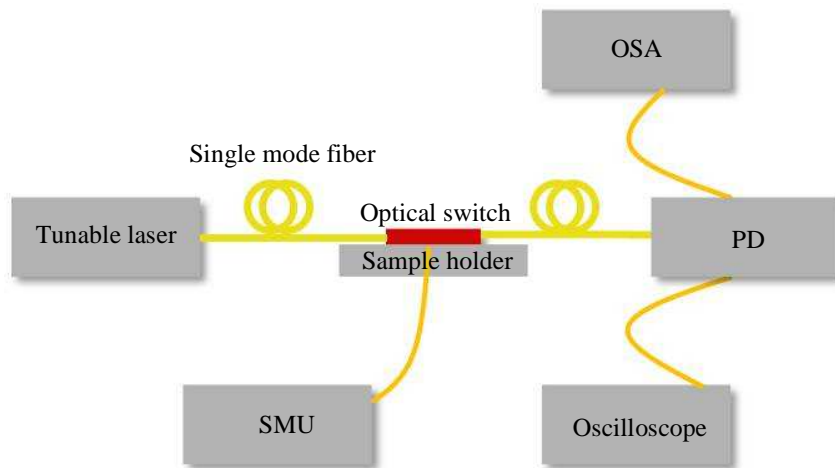 OSA
Single mode fiber
Optical switch
Tunable laser
PD
Sample holder
SMU
Oscilloscope